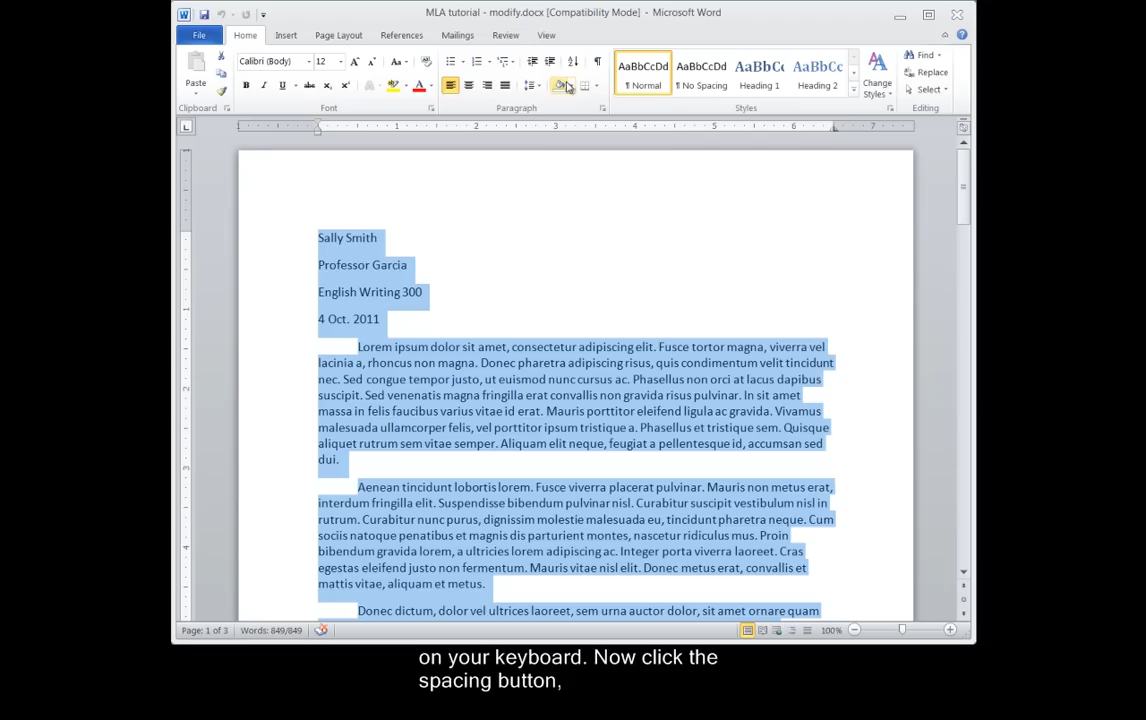 MLA tutorial - modify.docx [Compatibility Mode] - Microsoft Word
File Home Insert Page Layout References Mailings Review View
Calibri (Body) 12 Aa
AaBbCcDd AaBbCcDd AaBbCc AaBbCc
Find
Replace
Select
Paste
B I U abc x₂ x² A
¶ Normal ¶ No Spacing Heading 1 Heading 2
Change
Styles
Clipboard Font Paragraph Styles Editing
1 1 2 3 4 5 6 7
Sally Smith
Professor Garcia
English Writing 300
4 Oct. 2011
Lorem ipsum dolor sit amet, consectetur adipiscing elit. Fusce tortor magna, viverra vel
lacinia a, rhoncus non magna. Donec pharetra adipiscing risus, quis condimentum velit tincidunt
nec. Sed congue tempor justo, ut euismod nunc cursus ac. Phasellus non orci at lacus dapibus
suscipit. Sed venenatis magna fringilla erat convallis non gravida risus pulvinar. In sit amet
massa in felis faucibus varius vitae id erat. Mauris porttitor eleifend ligula ac gravida. Vivamus
malesuada ullamcorper felis, vel porttitor ipsum tristique a. Phasellus et tristique sem. Quisque
aliquet rutrum sem vitae semper. Aliquam elit neque, feugiat a pellentesque id, accumsan sed
dui.
Aenean tincidunt lobortis lorem. Fusce viverra placerat pulvinar. Mauris non metus erat,
interdum fringilla elit. Suspendisse bibendum pulvinar nisl. Curabitur suscipit vestibulum nisl in
rutrum. Curabitur nunc purus, dignissim molestie malesuada eu, tincidunt pharetra neque. Cum
sociis natoque penatibus et magnis dis parturient montes, nascetur ridiculus mus. Proin
bibendum gravida lorem, a ultricies lorem adipiscing ac. Integer porta viverra laoreet. Cras
egestas eleifend justo non fermentum. Mauris vitae nisl elit. Donec metus erat, convallis et
mattis vitae, aliquam et metus.
Donec dictum, dolor vel ultrices laoreet, sem urna auctor dolor, sit amet ornare quam
Page: 1 of 3 Words: 849/849 100%
on your keyboard. Now click the
spacing button,